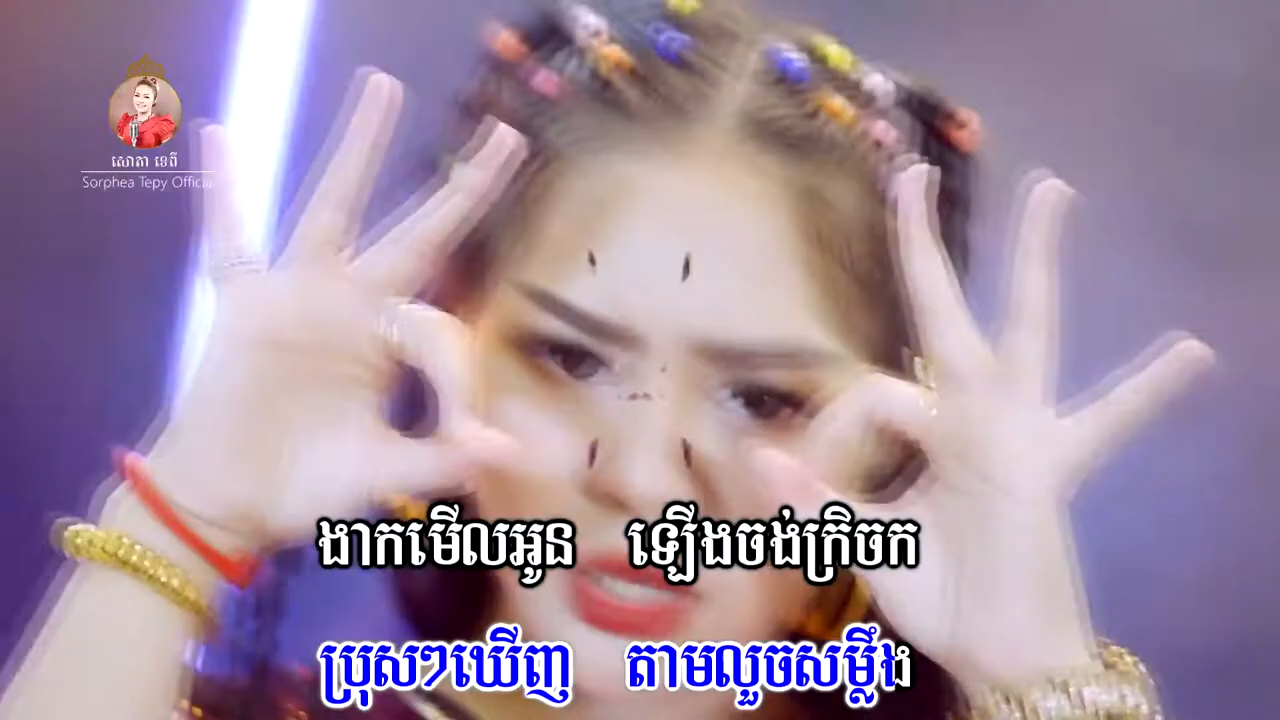 សោភា ទេពី
Sorphea Tepy Official
ងាកមើលអូន ឡើងចង់គ្រិចក
ប្រុសៗឃើញ តាមលួចសម្លឹង